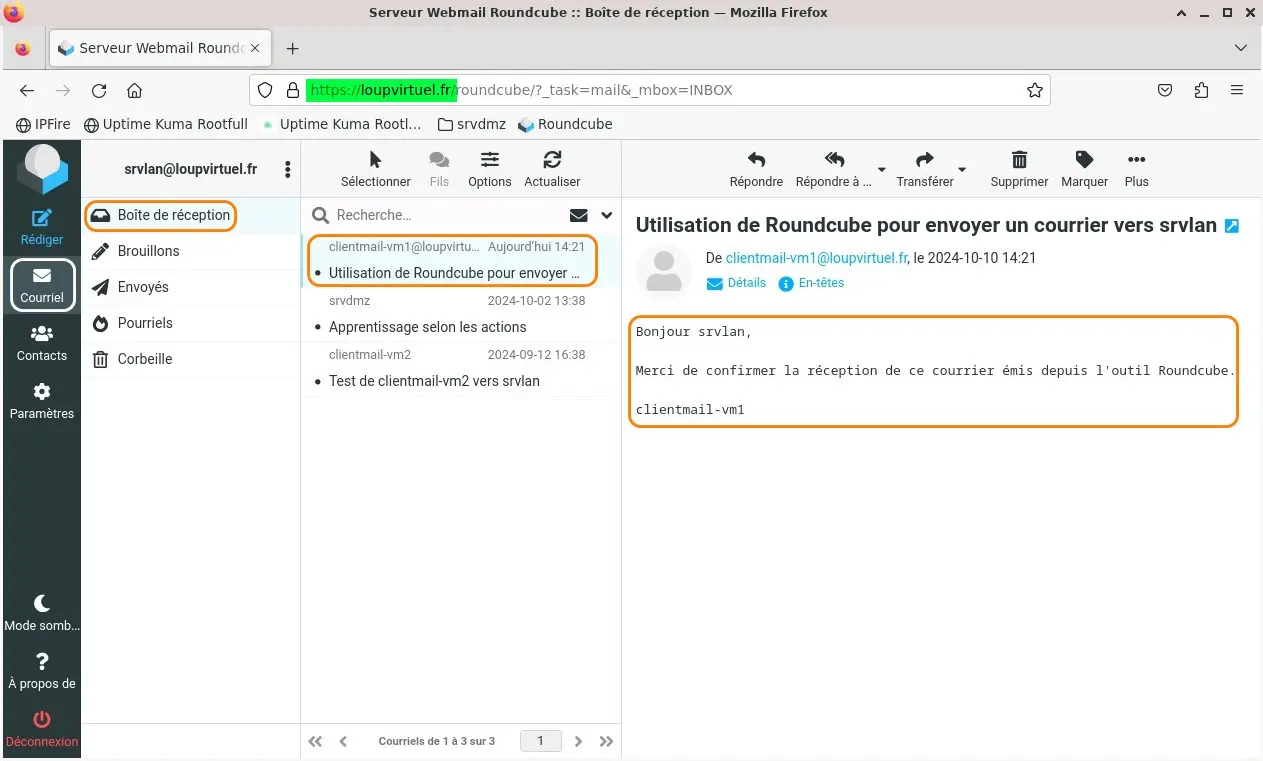 Serveur Webmail Roundcube :: Boîte de réception — Mozilla Firefox
Serveur Webmail Roundc
https://loupvirtuel.fr/roundcube/?_task=mail&_mbox=INBOX
IPFire Uptime Kuma Rootfull Uptime Kuma Rootl... srvdmz Roundcube
srvlan@loupvirtuel.fr
Sélectionner Fils Options Actualiser
Répondre Répondre à ... Transférer Supprimer Marquer Plus
Rédiger
Courriel
Contacts
Paramètres
Mode somb...
À propos de
Déconnexion
Boîte de réception
Brouillons
Envoyés
Pourriels
Corbeille
Recherche...
clientmail-vm1@loupvirtu... Aujourd'hui 14:21
• Utilisation de Roundcube pour envoyer ...
srvdmz 2024-10-02 13:38
• Apprentissage selon les actions
clientmail-vm2 2024-09-12 16:38
• Test de clientmail-vm2 vers srvlan
Courriels de 1 à 3 sur 3 1
Utilisation de Roundcube pour envoyer un courrier vers srvlan
De clientmail-vm1@loupvirtuel.fr, le 2024-10-10 14:21
Détails En-têtes
Bonjour srvlan,
Merci de confirmer la réception de ce courrier émis depuis l'outil Roundcube.
clientmail-vm1